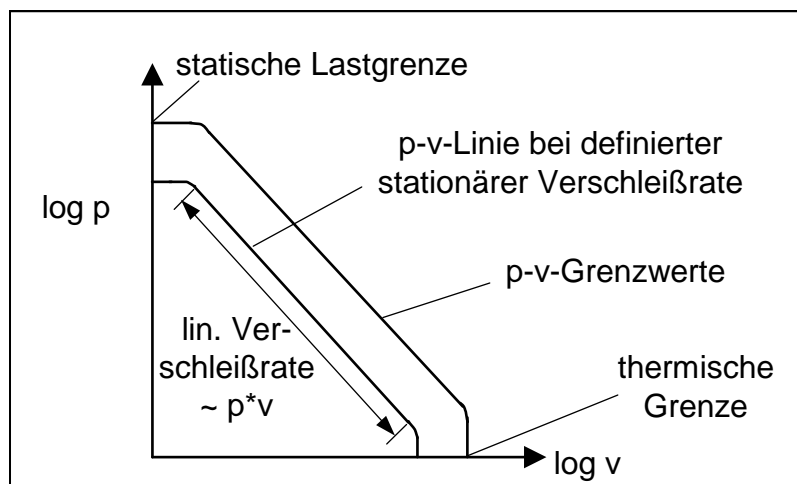 statische Lastgrenze
p-v-Linie bei definierter
stationärer Verschleißrate
log p
p-v-Grenzwerte
lin. Ver-
schleißrate
~ p*v
thermische
Grenze
log v